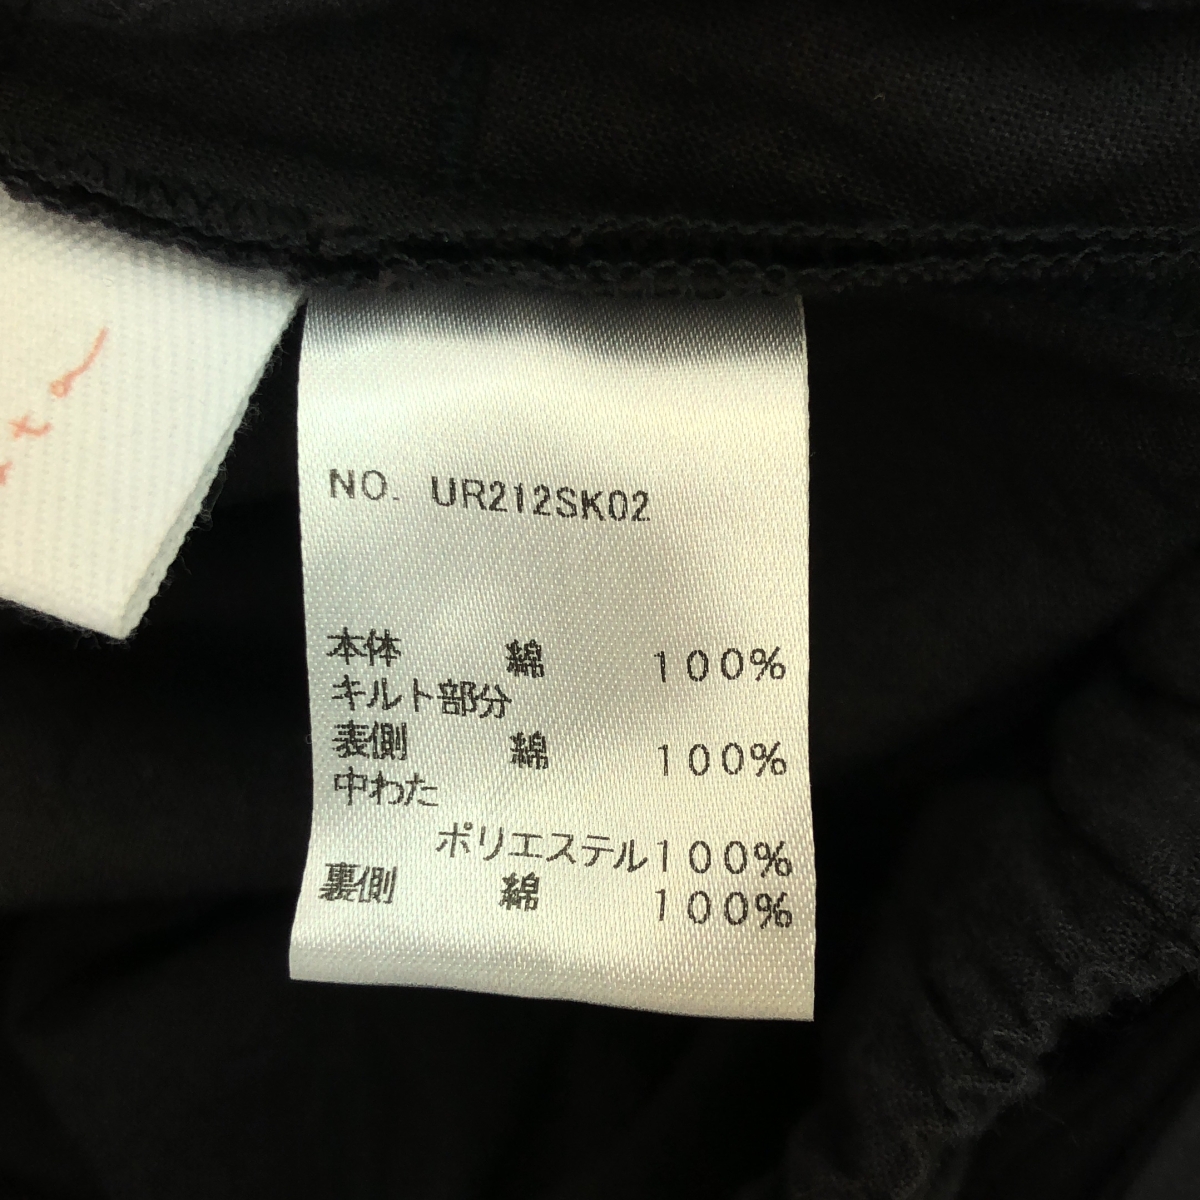 NO. UR212SK02
本体 綿 100%
キルト部分
表側 綿 100%
中わた
ポリエステル100%
裏側 綿 100%